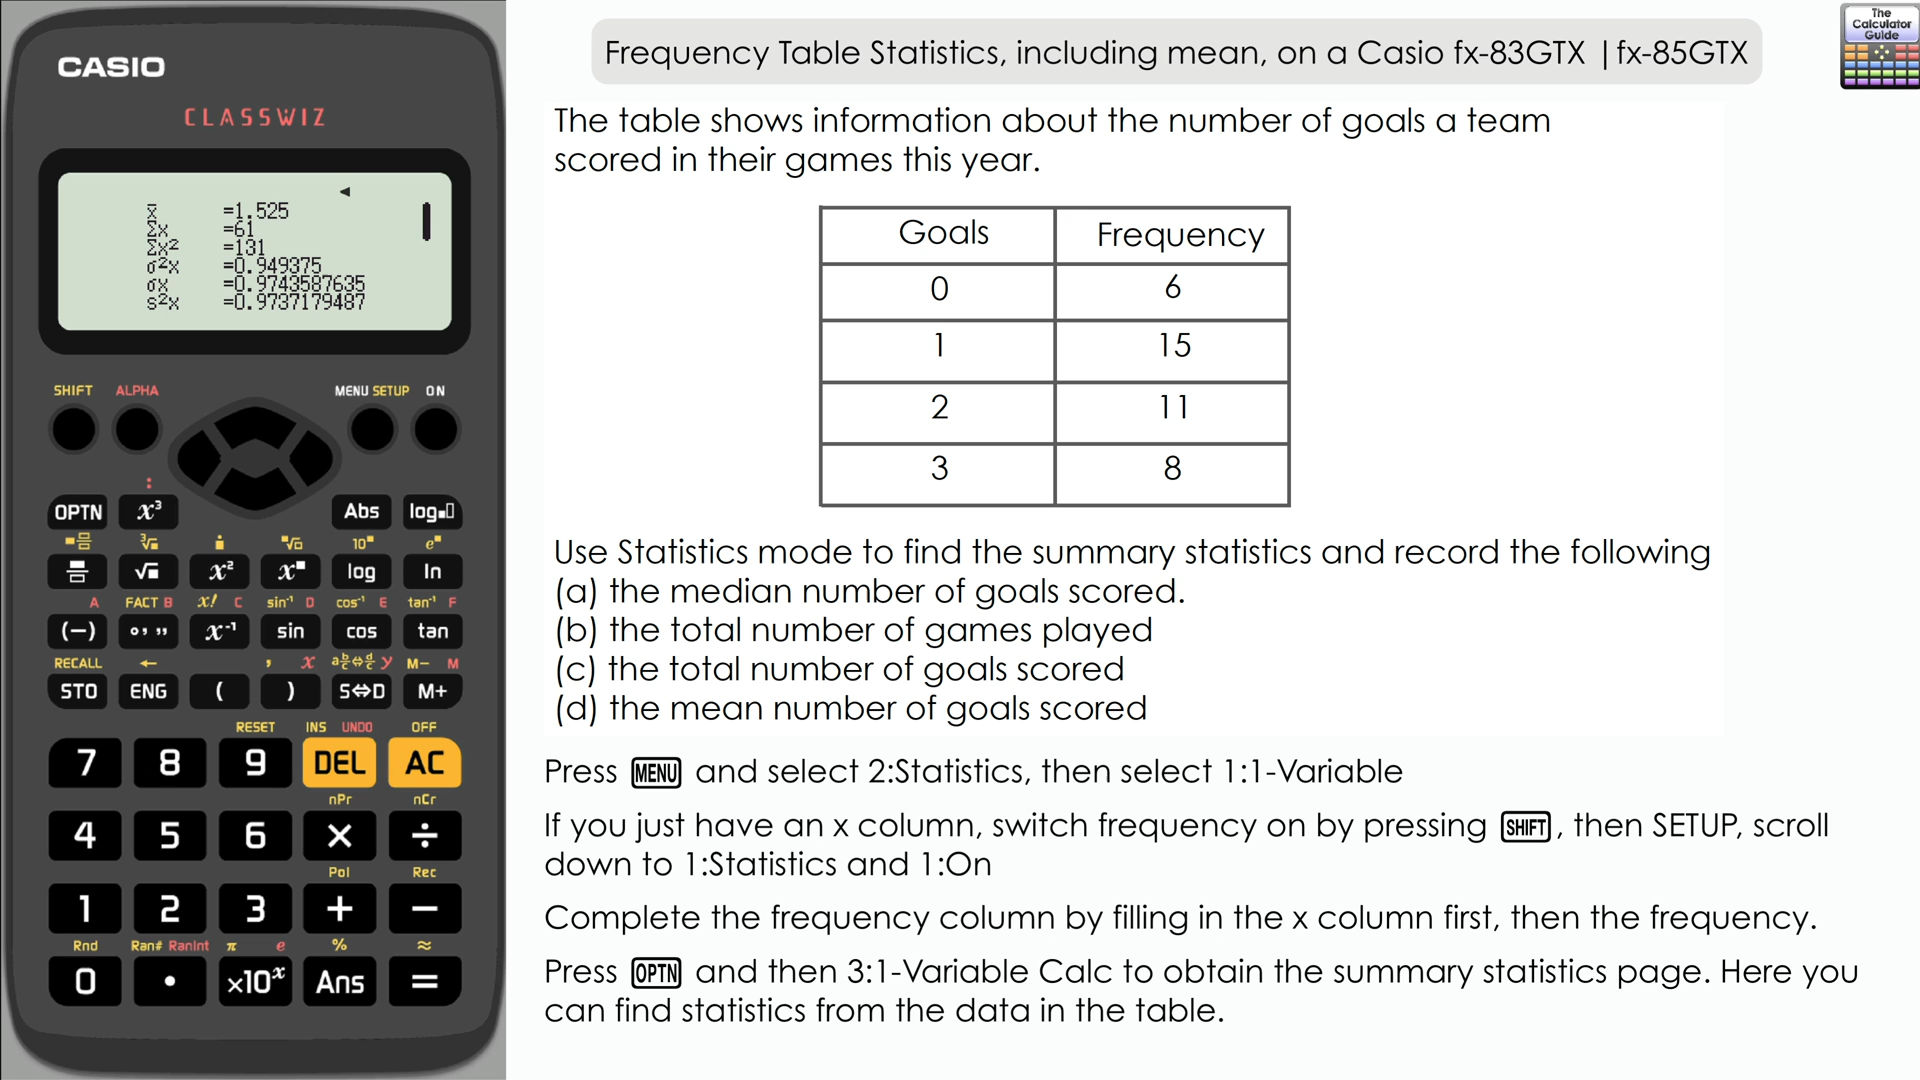 CASIO
CLASSWIZ
x̄ =1.525
Σx =61
Σx² =131
σ²x =0.949375
σx =0.9743587635
s²x =0.9737179487
SHIFT ALPHA MENU SETUP ON
:
OPTN x³ Abs log▪▯
▪▯/▯ ³√▪ ▪ ▪√▯ 10▪ e▪
▪/▯ √▪ x² x▪ log ln
A FACT B x! C sin⁻¹ D cos⁻¹ E tan⁻¹ F
(−) °’” x⁻¹ sin cos tan
RECALL ← , x a b/c⇔d/c y M− M
STO ENG ( ) S⇔D M+
RESET INS UNDO OFF
7 8 9 DEL AC
nPr nCr
4 5 6 × ÷
Pol Rec
1 2 3 + −
Rnd Ran# RanInt π e % ≈
0 • ×10ˣ Ans =
Frequency Table Statistics, including mean, on a Casio fx-83GTX | fx-85GTX
The
Calculator
Guide
The table shows information about the number of goals a team
scored in their games this year.
Goals Frequency
0 6
1 15
2 11
3 8
Use Statistics mode to find the summary statistics and record the following
(a) the median number of goals scored.
(b) the total number of games played
(c) the total number of goals scored
(d) the mean number of goals scored
Press MENU and select 2:Statistics, then select 1:1-Variable
If you just have an x column, switch frequency on by pressing SHIFT, then SETUP, scroll
down to 1:Statistics and 1:On
Complete the frequency column by filling in the x column first, then the frequency.
Press OPTN and then 3:1-Variable Calc to obtain the summary statistics page. Here you
can find statistics from the data in the table.